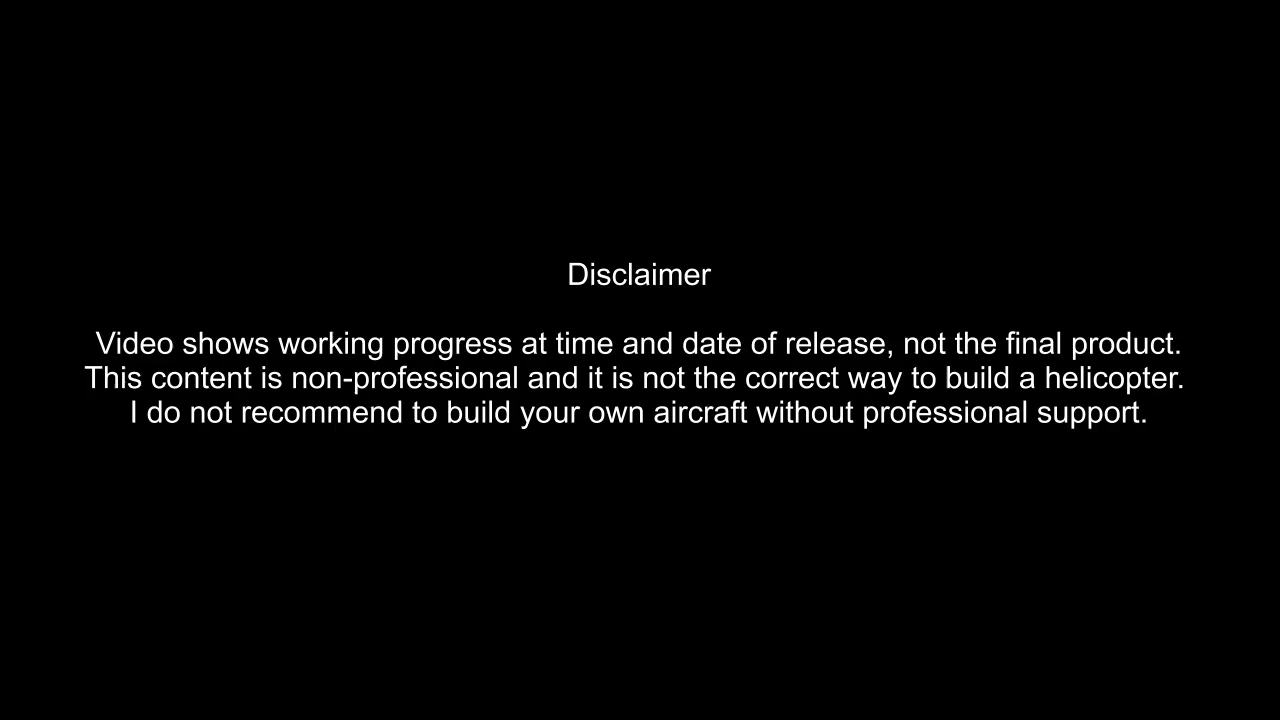 Disclaimer
Video shows working progress at time and date of release, not the final product.
This content is non-professional and it is not the correct way to build a helicopter.
I do not recommend to build your own aircraft without professional support.